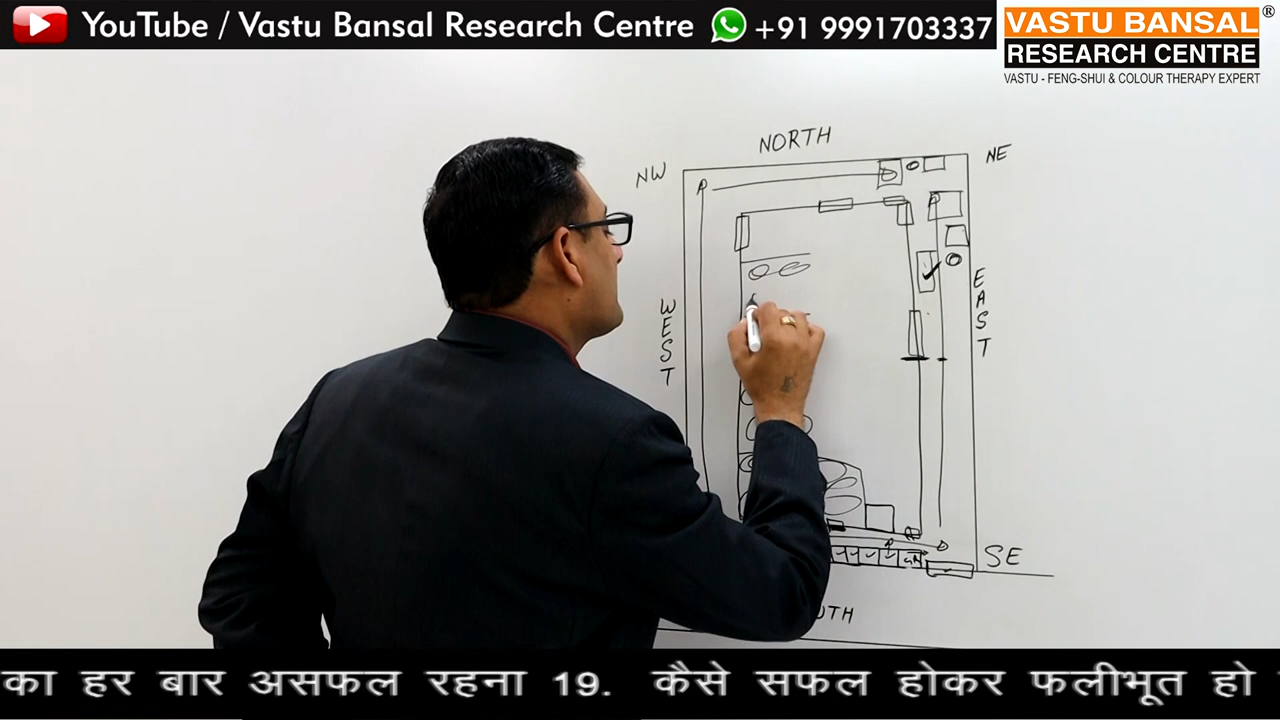 YouTube / Vastu Bansal Research Centre +91 9991703337
VASTU BANSAL®
RESEARCH CENTRE
VASTU - FENG-SHUI & COLOUR THERAPY EXPERT
NORTH
NW
NE
WEST
EAST
SE
UTH
का हर बार असफल रहना 19. कैसे सफल होकर फलीभूत हो